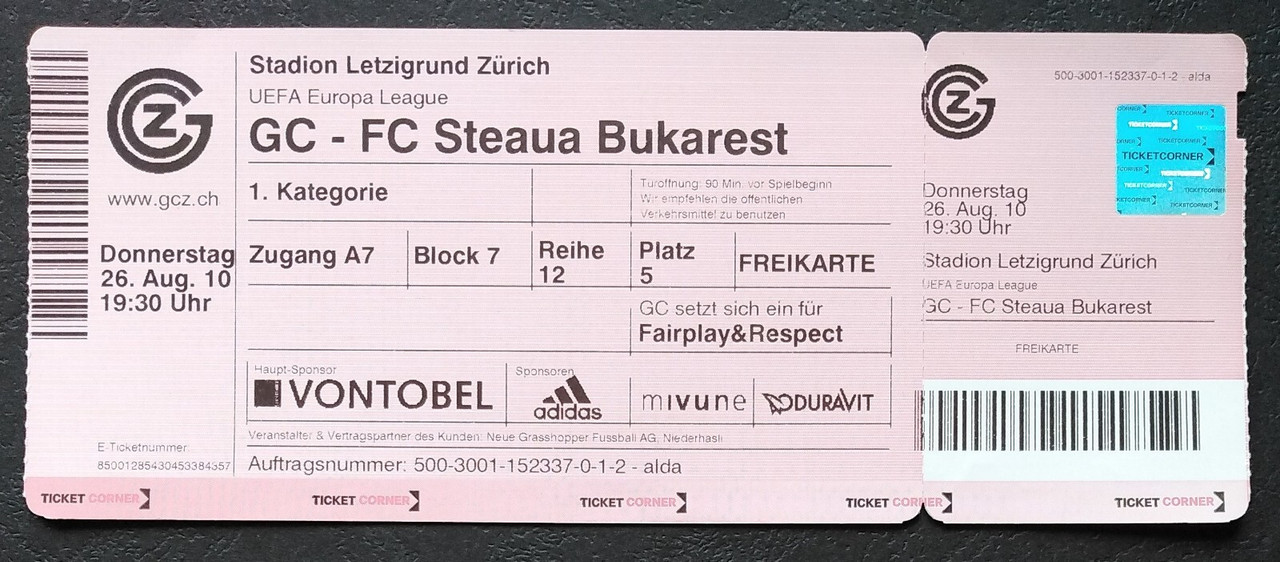 Stadion Letzigrund Zürich
UEFA Europa League
GC - FC Steaua Bukarest
www.gcz.ch
1. Kategorie
Türöffnung: 90 Min. vor Spielbeginn
Wir empfehlen die öffentlichen
Verkehrsmittel zu benutzen
Donnerstag
26. Aug. 10
19:30 Uhr
Zugang A7
Block 7
Reihe
12
Platz
5
FREIKARTE
GC setzt sich ein für
Fairplay&Respect
Haupt-Sponsor
VONTOBEL
Sponsoren
adidas
mivune
DURAVIT
Veranstalter & Vertragspartner des Kunden: Neue Grasshopper Fussball AG, Niederhasli
E-Ticketnummer:
85001285430453384357
Auftragsnummer: 500-3001-152337-0-1-2 - alda
TICKET CORNER
TICKET CORNER
TICKET CORNER
TICKET CORNER
500-3001-152337-0-1-2 - alda
TICKETCORNER
Donnerstag
26. Aug. 10
19:30 Uhr
Stadion Letzigrund Zürich
UEFA Europa League
GC - FC Steaua Bukarest
FREIKARTE
TICKET CORNER